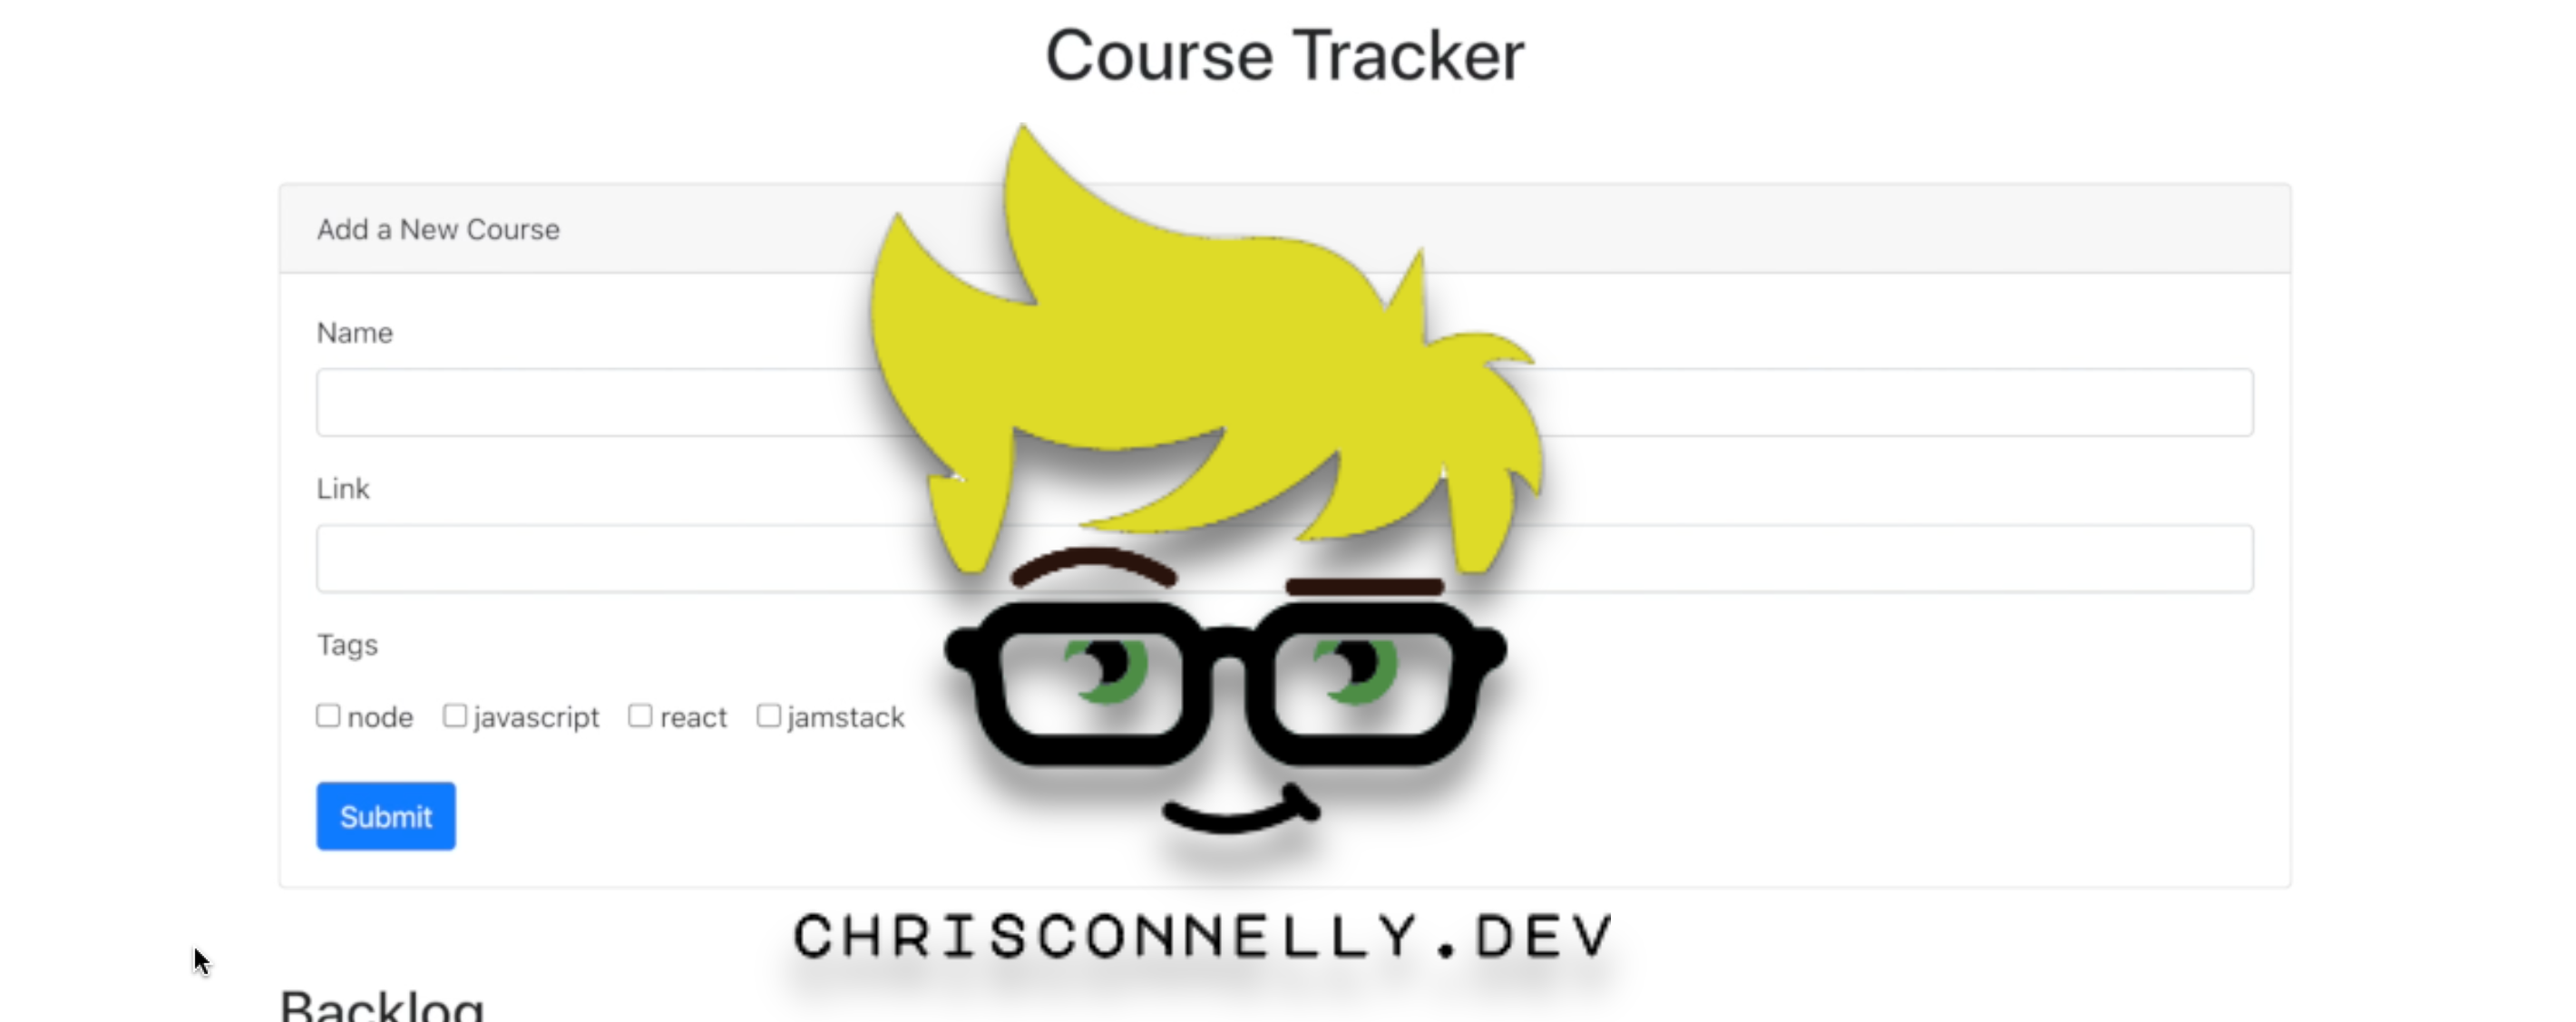 Course Tracker
Add a New Course
Name
Link
Tags
node javascript react jamstack
Submit
CHRISCONNELLY.DEV
Backlog